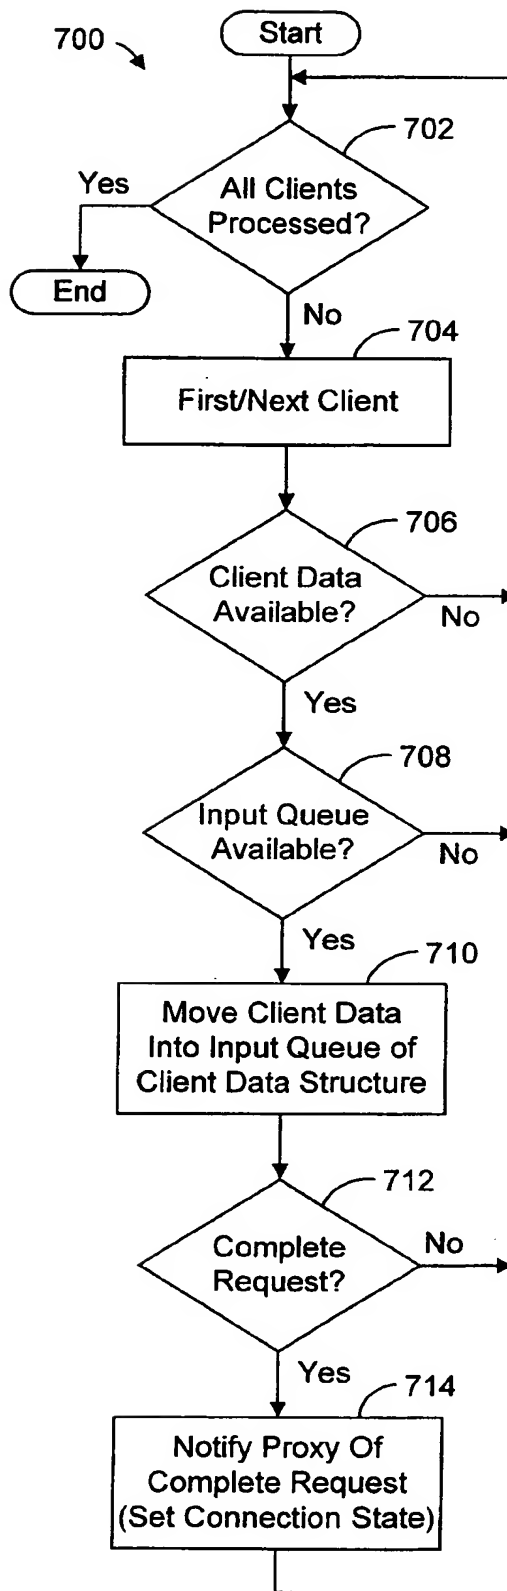 Start
700
702
Yes
All Clients
Processed?
End
No
704
First/Next Client
706
Client Data
Available?
No
Yes
708
Input Queue
Available?
No
Yes
710
Move Client Data
Into Input Queue of
Client Data Structure
712
Complete
Request?
No
Yes
714
Notify Proxy Of
Complete Request
(Set Connection State)